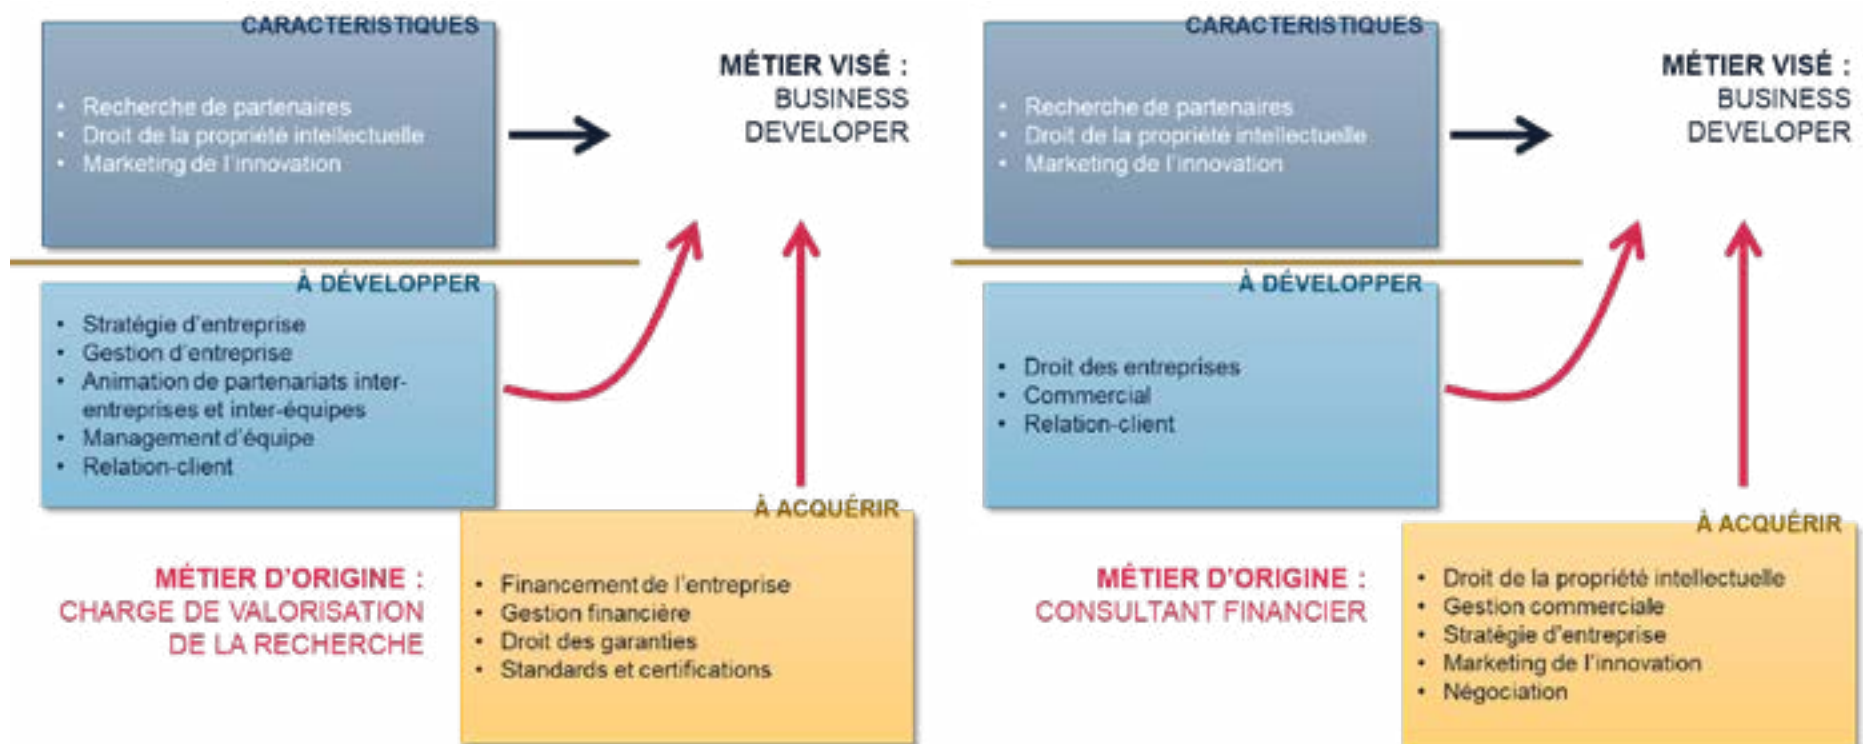 CARACTERISTIQUES
• Recherche de partenaires
• Droit de la propriété intellectuelle
• Marketing de l'innovation
MÉTIER VISÉ :
BUSINESS
DEVELOPER
À DÉVELOPPER
• Stratégie d'entreprise
• Gestion d'entreprise
• Animation de partenariats inter-
entreprises et inter-équipes
• Management d'équipe
• Relation-client
MÉTIER D'ORIGINE :
CHARGE DE VALORISATION
DE LA RECHERCHE
À ACQUÉRIR
• Financement de l'entreprise
• Gestion financière
• Droit des garanties
• Standards et certifications
CARACTERISTIQUES
• Recherche de partenaires
• Droit de la propriété intellectuelle
• Marketing de l'innovation
MÉTIER VISÉ :
BUSINESS
DEVELOPER
À DÉVELOPPER
• Droit des entreprises
• Commercial
• Relation-client
MÉTIER D'ORIGINE :
CONSULTANT FINANCIER
À ACQUÉRIR
• Droit de la propriété intellectuelle
• Gestion commerciale
• Stratégie d'entreprise
• Marketing de l'innovation
• Négociation